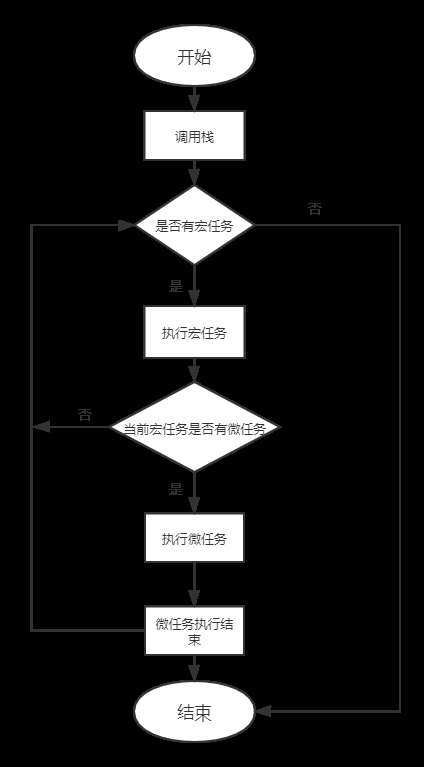 开始
调用栈
是否有宏任务
否
是
执行宏任务
否
当前宏任务是否有微任务
是
执行微任务
微任务执行结
束
结束